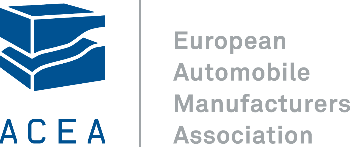 ACEA
European
Automobile
Manufacturers
Association